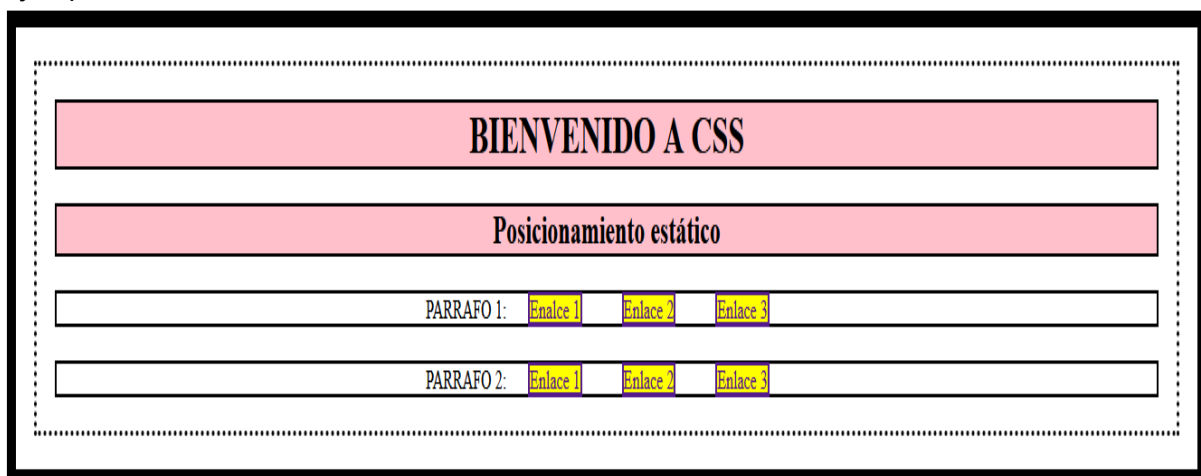 BIENVENIDO A CSS
Posicionamiento estático
PARRAFO 1: Enalce 1 Enlace 2 Enlace 3
PARRAFO 2: Enlace 1 Enlace 2 Enlace 3